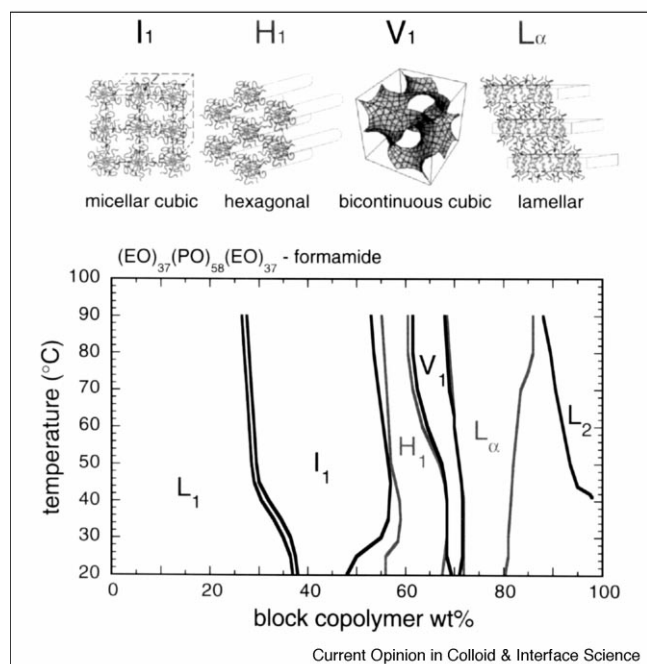 I₁ H₁ V₁ Lα
micellar cubic hexagonal bicontinuous cubic lamellar
(EO)₃₇(PO)₅₈(EO)₃₇ - formamide
100
90
80
70
60
50
40
30
20
temperature (°C)
L₁
I₁
H₁
V₁
Lα
L₂
0 20 40 60 80 100
block copolymer wt%
Current Opinion in Colloid & Interface Science